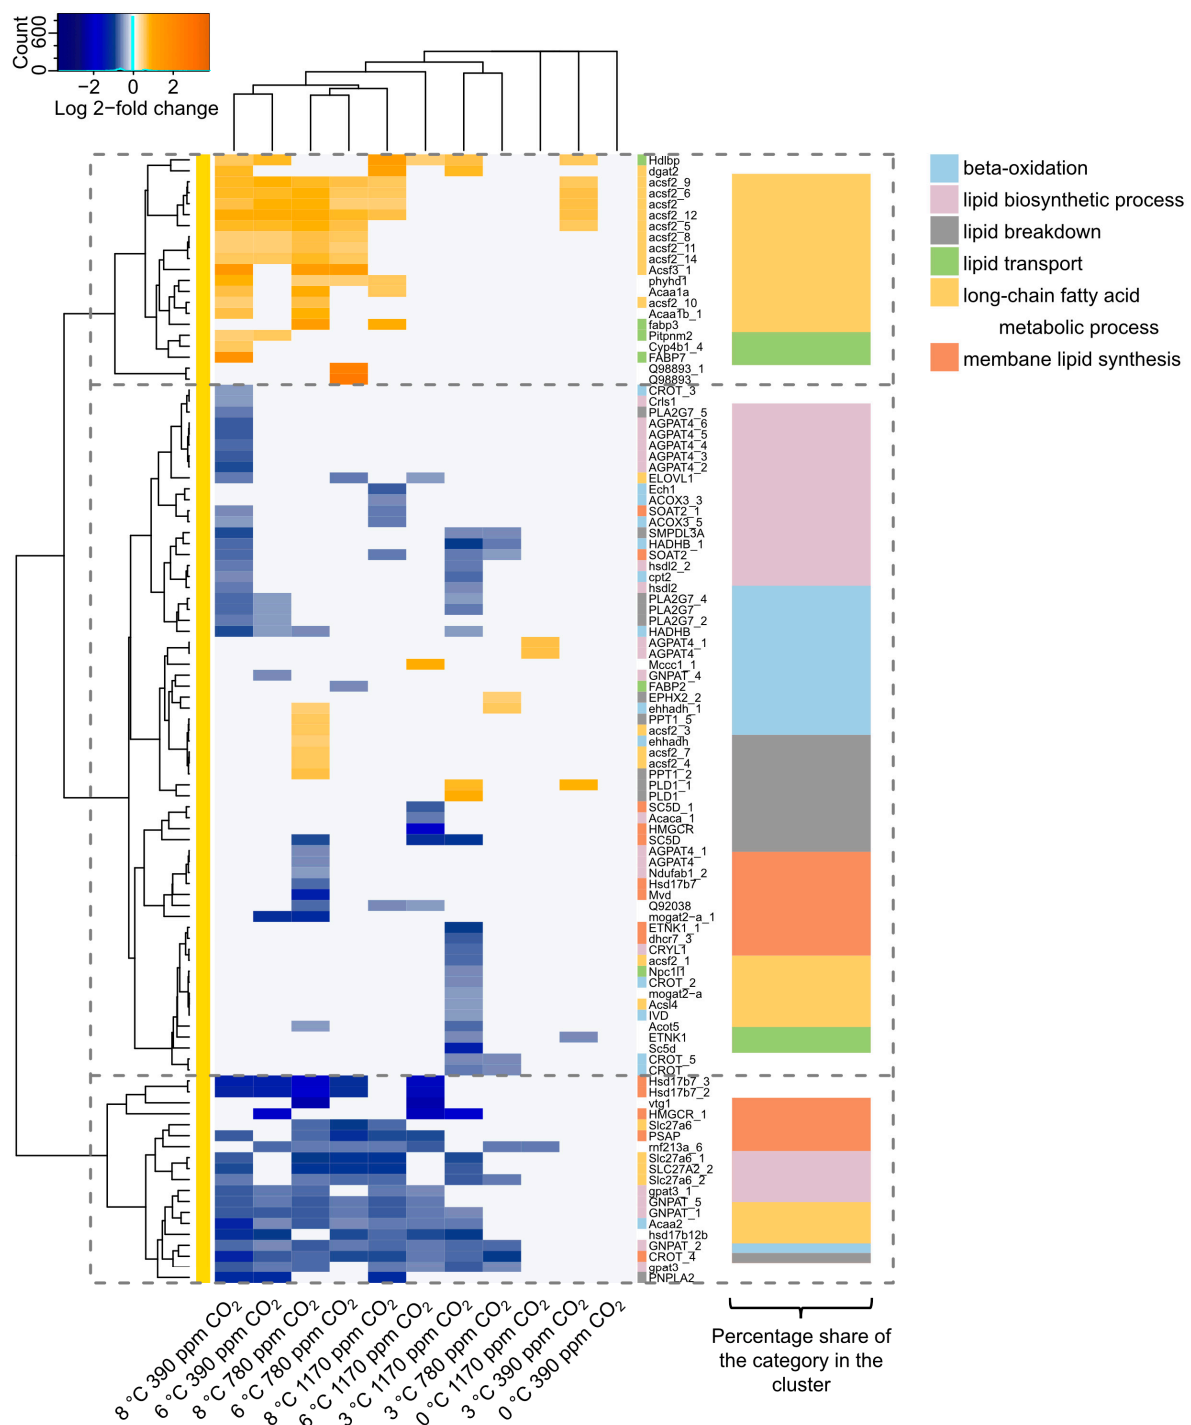 Count
600
0
−2 0 2
Log 2−fold change
beta-oxidation
lipid biosynthetic process
lipid breakdown
lipid transport
long-chain fatty acid
metabolic process
membane lipid synthesis
Hdlbp
dgat2
acsf2_9
acsf2_6
acsf2
acsf2_12
acsf2_5
acsf2_8
acsf2_11
acsf2_14
Acsf3_1
phyhd1
Acaa1a
acsf2_10
Acaa1b_1
fabp3
Pitpnm2
Cyp4b1_4
FABP7
Q98893_1
Q98893
CROT_3
Crls1
PLA2G7_5
AGPAT4_6
AGPAT4_5
AGPAT4_4
AGPAT4_3
AGPAT4_2
ELOVL1
Ech1
ACOX3_3
SOAT2_1
ACOX3_5
SMPDL3A
HADHB_1
SOAT2
hsdl2_2
cpt2
hsdl2
PLA2G7_4
PLA2G7
PLA2G7_2
HADHB
AGPAT4_1
AGPAT4
Mccc1_1
GNPAT_4
FABP2
EPHX2_2
ehhadh_1
PPT1_5
acsf2_3
ehhadh
acsf2_7
acsf2_4
PPT1_2
PLD1_1
PLD1
SC5D_1
Acaca_1
HMGCR
SC5D
AGPAT4_1
AGPAT4
Ndufab1_2
Hsd17b7
Mvd
Q92038
mogat2−a_1
ETNK1_1
dhcr7_3
CRYL1
acsf2_1
Npc1l1
CROT_2
mogat2−a
Acsl4
IVD
Acot5
ETNK1
Sc5d
CROT_5
CROT
Hsd17b7_3
Hsd17b7_2
vtg1
HMGCR_1
Slc27a6
PSAP
rnf213a_6
Slc27a6_1
SLC27A2_2
Slc27a6_2
gpat3_1
GNPAT_5
GNPAT_1
Acaa2
hsd17b12b
GNPAT_2
CROT_4
gpat3
PNPLA2
8 °C 390 ppm CO2
6 °C 390 ppm CO2
8 °C 780 ppm CO2
6 °C 780 ppm CO2
8 °C 1170 ppm CO2
6 °C 1170 ppm CO2
3 °C 1170 ppm CO2
3 °C 780 ppm CO2
0 °C 1170 ppm CO2
3 °C 390 ppm CO2
0 °C 390 ppm CO2
Percentage share of
the category in the
cluster